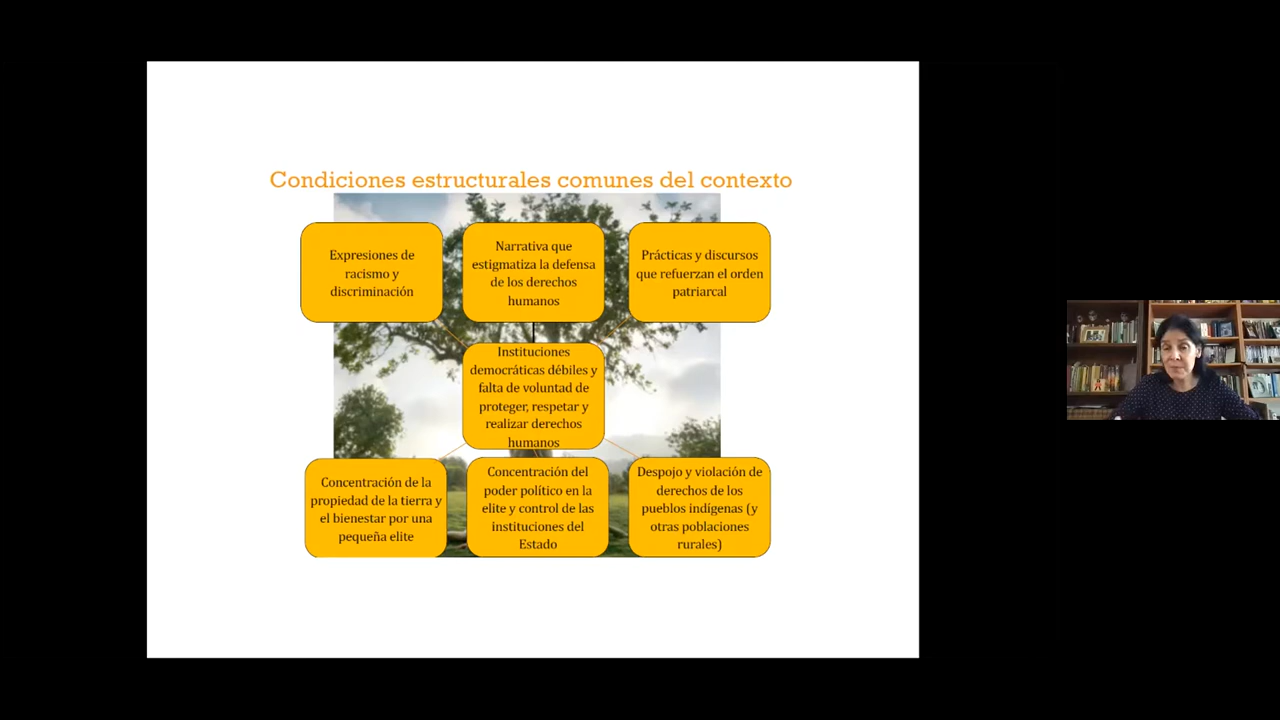 Condiciones estructurales comunes del contexto
Expresiones de
racismo y
discriminación
Narrativa que
estigmatiza la defensa
de los derechos
humanos
Prácticas y discursos
que refuerzan el orden
patriarcal
Instituciones
democráticas débiles y
falta de voluntad de
proteger, respetar y
realizar derechos
humanos
Concentración de la
propiedad de la tierra y
el bienestar por una
pequeña elite
Concentración del
poder político en la
elite y control de las
instituciones del
Estado
Despojo y violación de
derechos de los
pueblos indígenas (y
otras poblaciones
rurales)